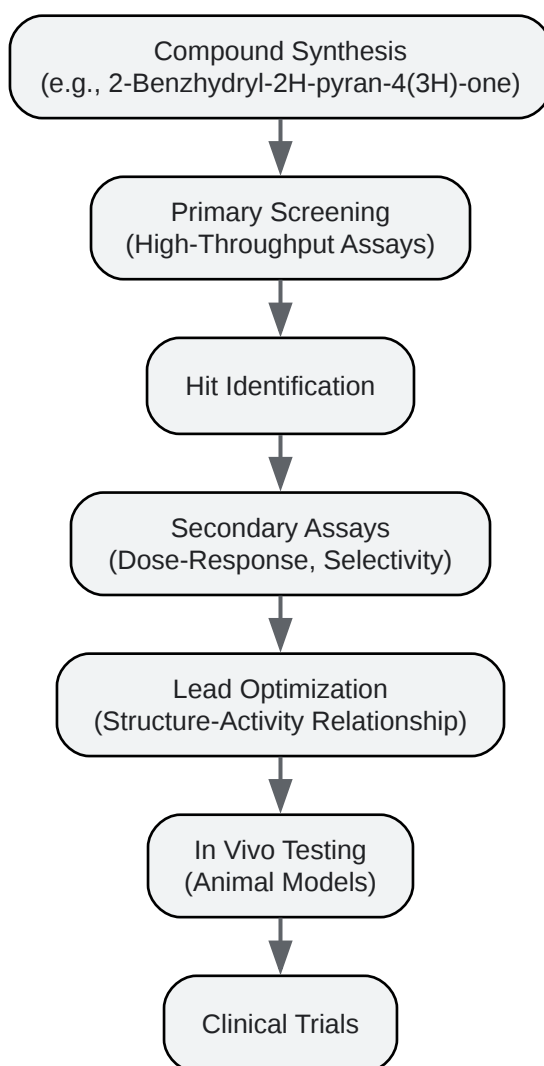 Compound Synthesis
(e.g., 2-Benzhydryl-2H-pyran-4(3H)-one)
Primary Screening
(High-Throughput Assays)
Hit Identification
Secondary Assays
(Dose-Response, Selectivity)
Lead Optimization
(Structure-Activity Relationship)
In Vivo Testing
(Animal Models)
Clinical Trials